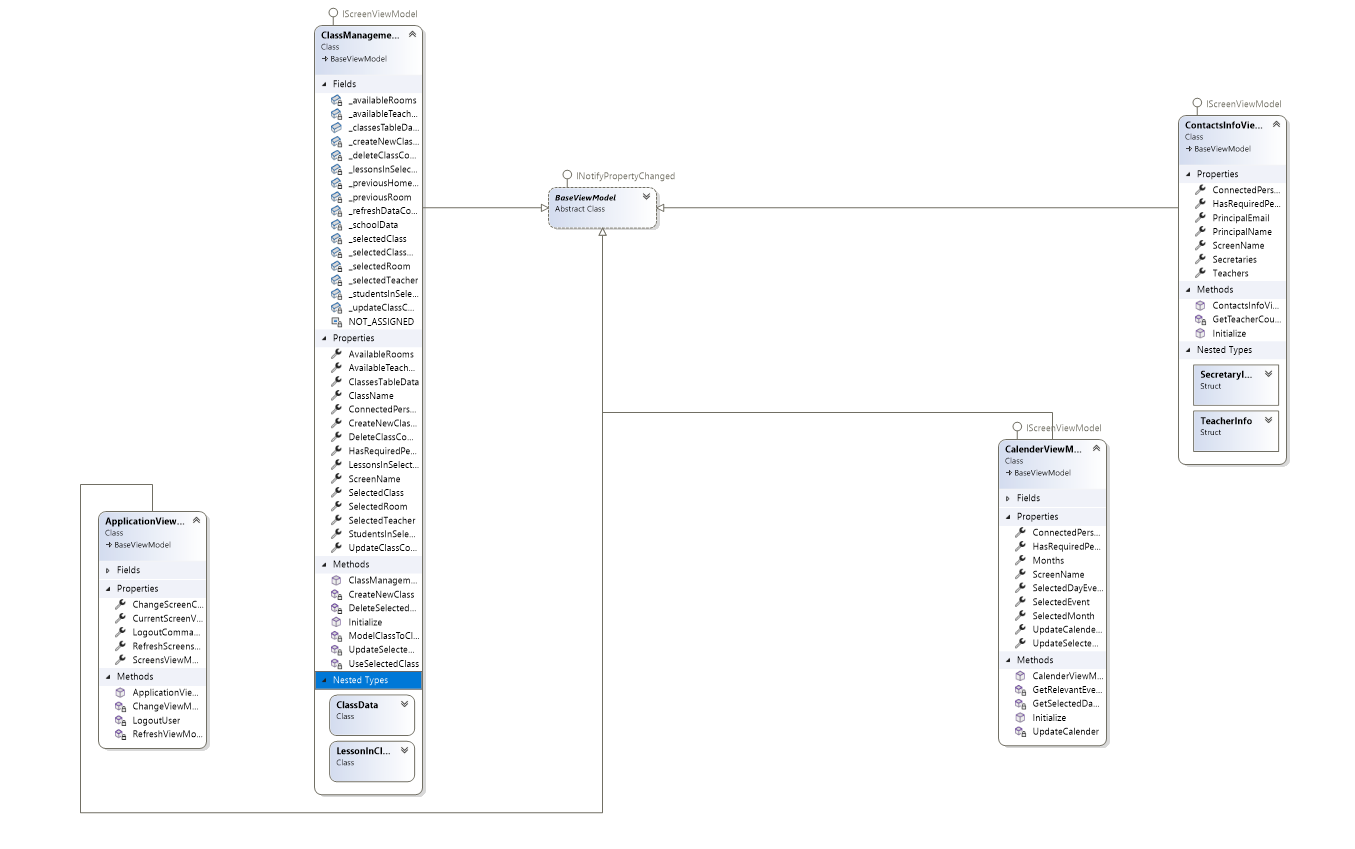 IScreenViewModel
ClassManageme...
Class
BaseViewModel
Fields
_availableRooms
_availableTeach...
_classesTableDa...
_createNewClas...
_deleteClassCo...
_lessonsInSelec...
_previousHome...
_previousRoom
_refreshDataCo...
_schoolData
_selectedClass
_selectedClass...
_selectedRoom
_selectedTeacher
_studentsInSele...
_updateClassC...
NOT_ASSIGNED
Properties
AvailableRooms
AvailableTeach...
ClassesTableData
ClassName
ConnectedPers...
CreateNewClas...
DeleteClassCo...
HasRequiredPe...
LessonsInSelect...
ScreenName
SelectedClass
SelectedRoom
SelectedTeacher
StudentsInSele...
UpdateClassCo...
Methods
ClassManagem...
CreateNewClass
DeleteSelected...
Initialize
ModelClassToCl...
UpdateSelecte...
UseSelectedClass
Nested Types
ClassData
Class
LessonInCl...
Class
INotifyPropertyChanged
BaseViewModel
Abstract Class
IScreenViewModel
ContactsInfoVie...
Class
BaseViewModel
Properties
ConnectedPers...
HasRequiredPe...
PrincipalEmail
PrincipalName
ScreenName
Secretaries
Teachers
Methods
ContactsInfoVi...
GetTeacherCou...
Initialize
Nested Types
SecretaryI...
Struct
TeacherInfo
Struct
IScreenViewModel
CalenderViewM...
Class
BaseViewModel
Fields
Properties
ConnectedPers...
HasRequiredPe...
Months
ScreenName
SelectedDayEve...
SelectedEvent
SelectedMonth
UpdateCalende...
UpdateSelecte...
Methods
CalenderViewM...
GetRelevantEve...
GetSelectedDa...
Initialize
UpdateCalender
ApplicationView...
Class
BaseViewModel
Fields
Properties
ChangeScreenC...
CurrentScreenV...
LogoutComma...
RefreshScreens...
ScreensViewM...
Methods
ApplicationVie...
ChangeViewM...
LogoutUser
RefreshViewMo...